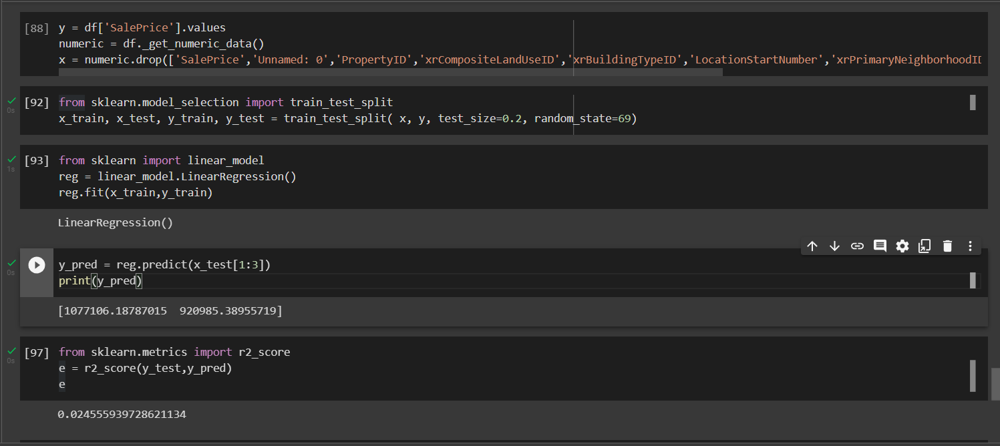 [88] y = df['SalePrice'].values
numeric = df._get_numeric_data()
x = numeric.drop(['SalePrice','Unnamed: 0','PropertyID','xrCompositeLandUseID','xrBuildingTypeID','LocationStartNumber','xrPrimaryNeighborhoodID
0s
[92] from sklearn.model_selection import train_test_split
x_train, x_test, y_train, y_test = train_test_split( x, y, test_size=0.2, random_state=69)
1s
[93] from sklearn import linear_model
reg = linear_model.LinearRegression()
reg.fit(x_train,y_train)
LinearRegression()
0s
y_pred = reg.predict(x_test[1:3])
print(y_pred)
[1077106.18787015  920985.38955719]
0s
[97] from sklearn.metrics import r2_score
e = r2_score(y_test,y_pred)
e
0.024555939728621134